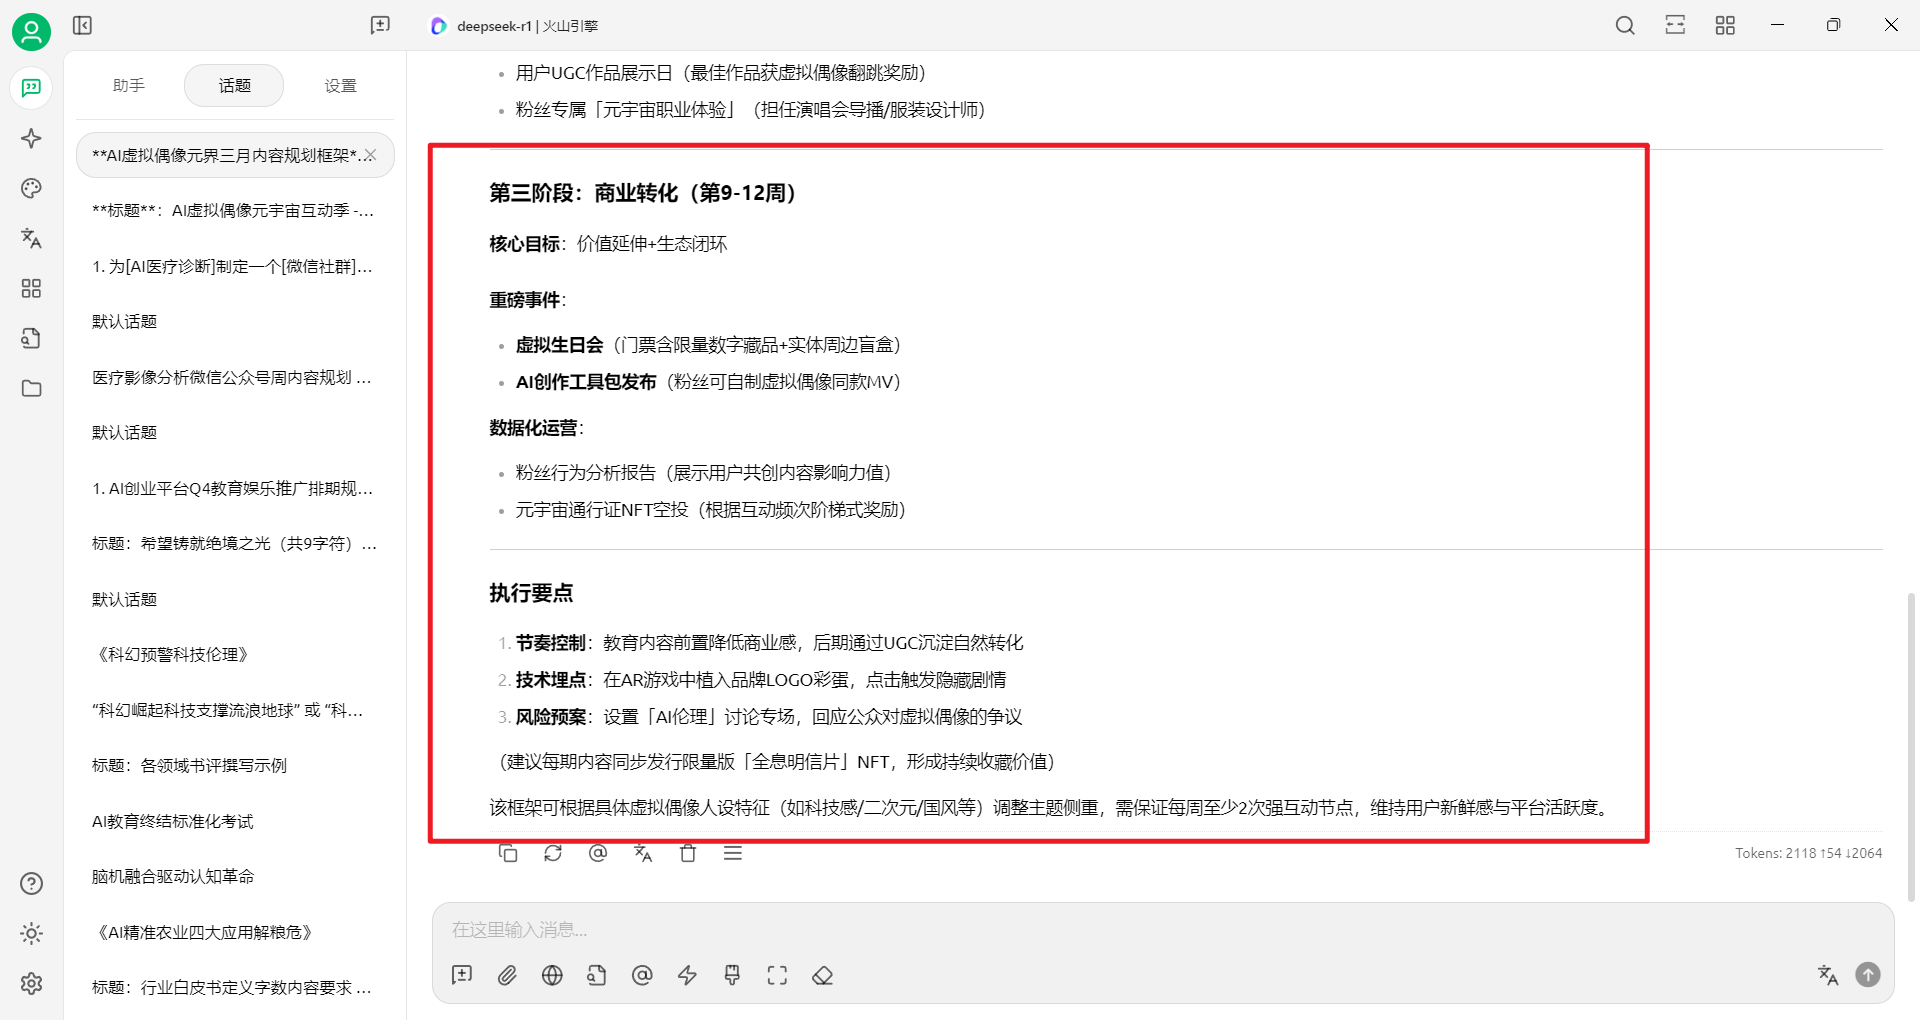 deepseek-r1 | 火山引擎
助手
话题
设置
**AI虚拟偶像元界三月内容规划框架*...
**标题**：AI虚拟偶像元宇宙互动季 -...
1. 为[AI医疗诊断]制定一个[微信社群]...
默认话题
医疗影像分析微信公众号周内容规划 ...
默认话题
1. AI创业平台Q4教育娱乐推广排期规...
标题：希望铸就绝境之光（共9字符）...
默认话题
《科幻预警科技伦理》
“科幻崛起科技支撑流浪地球” 或 “科...
标题：各领域书评撰写示例
AI教育终结标准化考试
脑机融合驱动认知革命
《AI精准农业四大应用解粮危》
标题：行业白皮书定义字数内容要求 ...
• 用户UGC作品展示日（最佳作品获虚拟偶像翻跳奖励）
• 粉丝专属「元宇宙职业体验」（担任演唱会导播/服装设计师）
第三阶段：商业转化（第9-12周）
核心目标：价值延伸+生态闭环
重磅事件：
• 虚拟生日会（门票含限量数字藏品+实体周边盲盒）
• AI创作工具包发布（粉丝可自制虚拟偶像同款MV）
数据化运营：
• 粉丝行为分析报告（展示用户共创内容影响力值）
• 元宇宙通行证NFT空投（根据互动频次阶梯式奖励）
执行要点
1. 节奏控制：教育内容前置降低商业感，后期通过UGC沉淀自然转化
2. 技术埋点：在AR游戏中植入品牌LOGO彩蛋，点击触发隐藏剧情
3. 风险预案：设置「AI伦理」讨论专场，回应公众对虚拟偶像的争议
（建议每期内容同步发行限量版「全息明信片」NFT，形成持续收藏价值）
该框架可根据具体虚拟偶像人设特征（如科技感/二次元/国风等）调整主题侧重，需保证每周至少2次强互动节点，维持用户新鲜感与平台活跃度。
Tokens: 2118 ↑54 ↓2064
在这里输入消息...